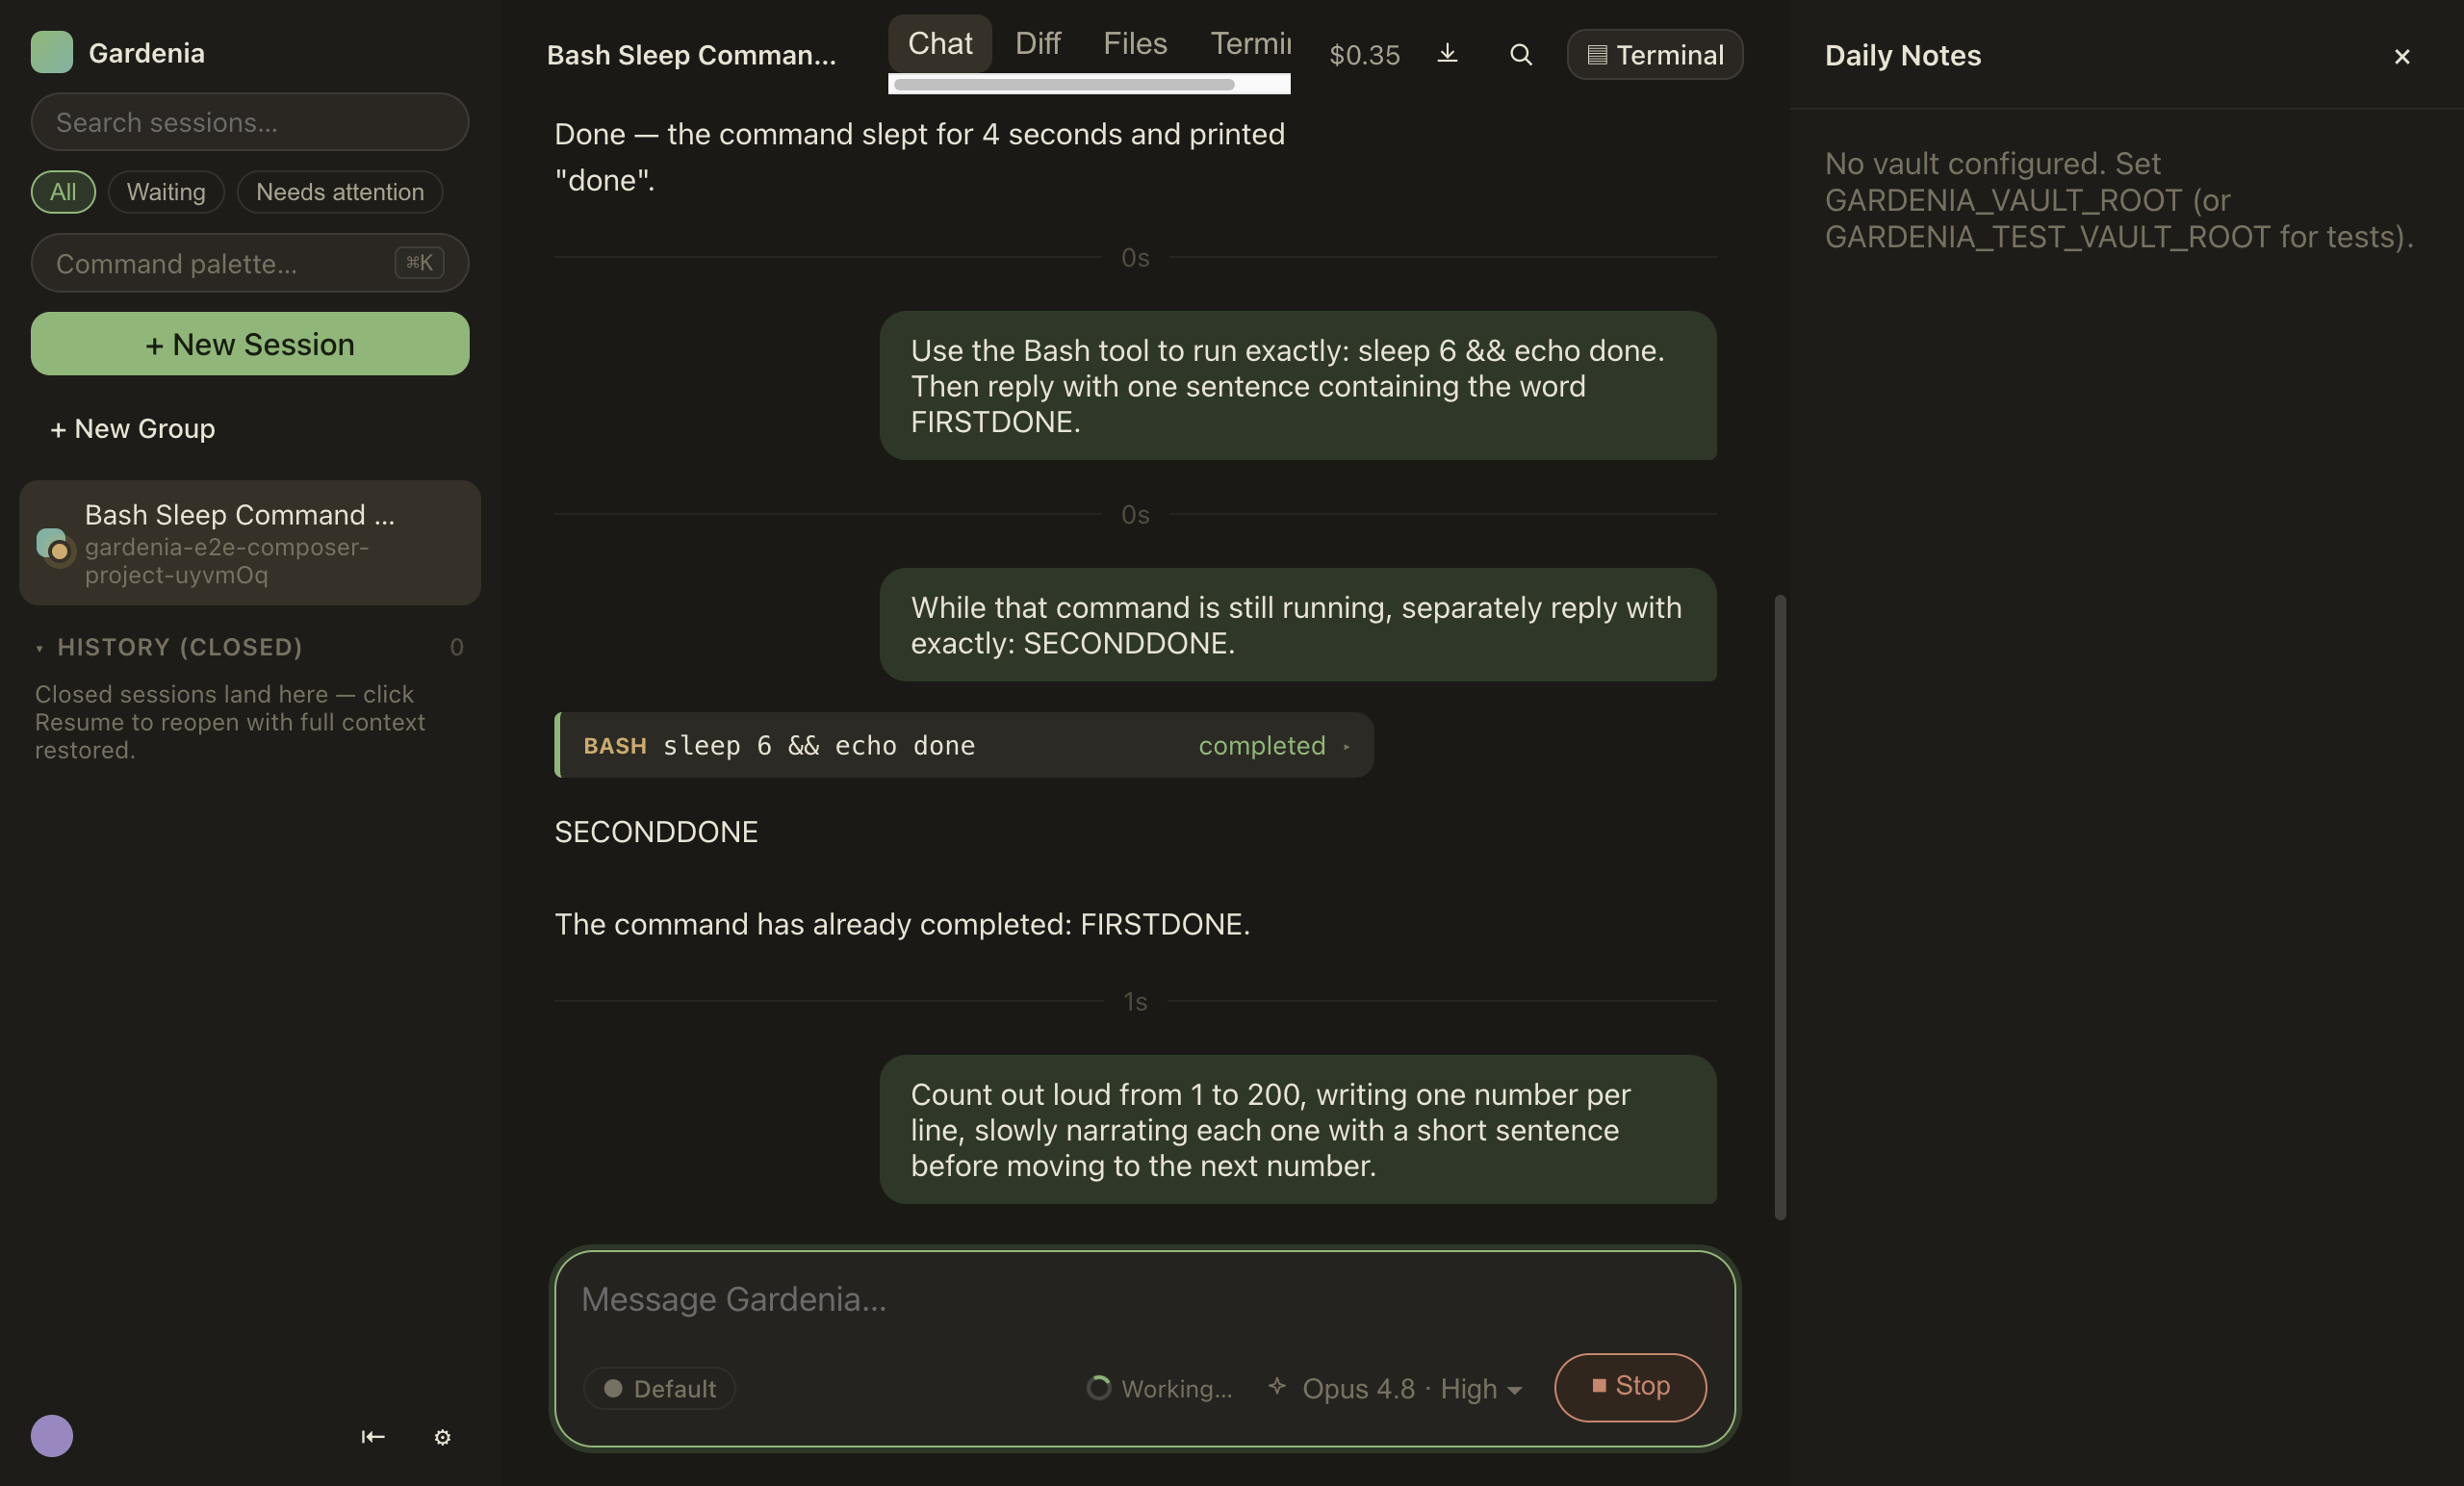 Gardenia
Search sessions...
All
Waiting
Needs attention
Command palette... ⌘K
+ New Session
+ New Group
Bash Sleep Command ...
gardenia-e2e-composer-
project-uyvmOq
HISTORY (CLOSED) 0
Closed sessions land here — click
Resume to reopen with full context
restored.
Bash Sleep Comman...
Chat
Diff
Files
Termin
$0.35
Terminal
Done — the command slept for 4 seconds and printed
"done".
0s
Use the Bash tool to run exactly: sleep 6 && echo done.
Then reply with one sentence containing the word
FIRSTDONE.
0s
While that command is still running, separately reply with
exactly: SECONDDONE.
BASH sleep 6 && echo done completed
SECONDDONE
The command has already completed: FIRSTDONE.
1s
Count out loud from 1 to 200, writing one number per
line, slowly narrating each one with a short sentence
before moving to the next number.
Message Gardenia...
Default
Working...
Opus 4.8 · High
Stop
Daily Notes
No vault configured. Set
GARDENIA_VAULT_ROOT (or
GARDENIA_TEST_VAULT_ROOT for tests).